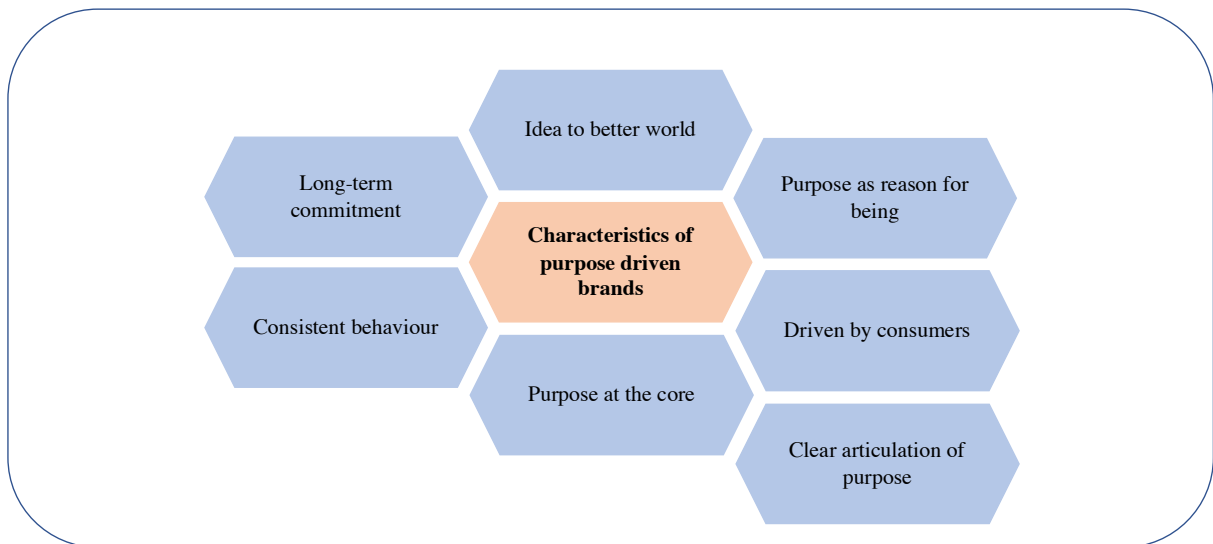 Idea to better world
Long-term
commitment
Purpose as reason for
being
Characteristics of
purpose driven
brands
Consistent behaviour
Driven by consumers
Purpose at the core
Clear articulation of
purpose